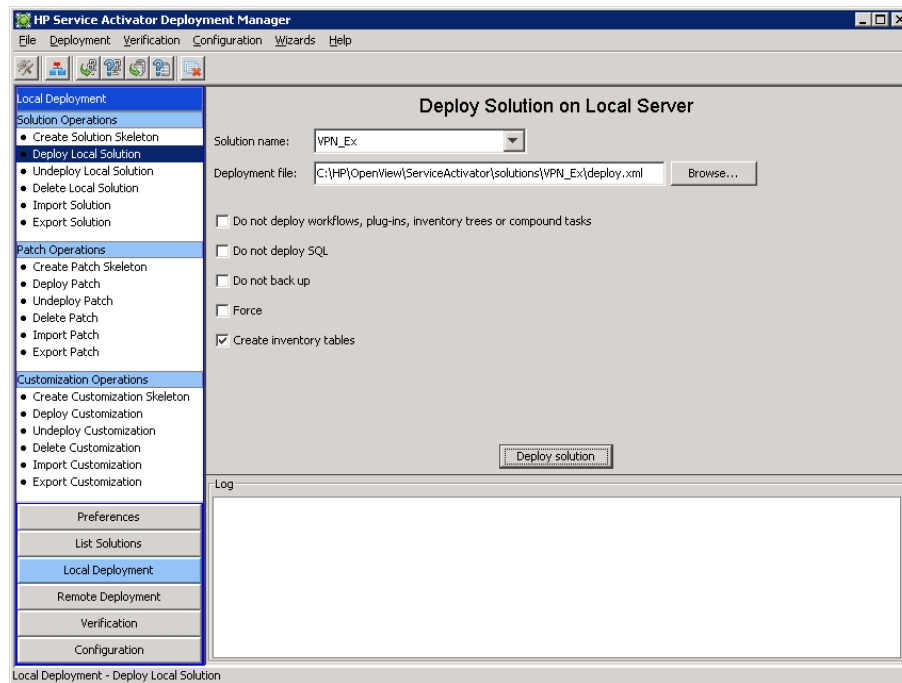 HP Service Activator Deployment Manager
File Deployment Verification Configuration Wizards Help
Local Deployment
Solution Operations
Create Solution Skeleton
Deploy Local Solution
Undeploy Local Solution
Delete Local Solution
Import Solution
Export Solution
Patch Operations
Create Patch Skeleton
Deploy Patch
Undeploy Patch
Delete Patch
Import Patch
Export Patch
Customization Operations
Create Customization Skeleton
Deploy Customization
Undeploy Customization
Delete Customization
Import Customization
Export Customization
Preferences
List Solutions
Local Deployment
Remote Deployment
Verification
Configuration
Deploy Solution on Local Server
Solution name: VPN_Ex
Deployment file: C:\HP\OpenView\ServiceActivator\solutions\VPN_Ex\deploy.xml Browse...
Do not deploy workflows, plug-ins, inventory trees or compound tasks
Do not deploy SQL
Do not back up
Force
Create inventory tables
Deploy solution
Log
Local Deployment - Deploy Local Solution